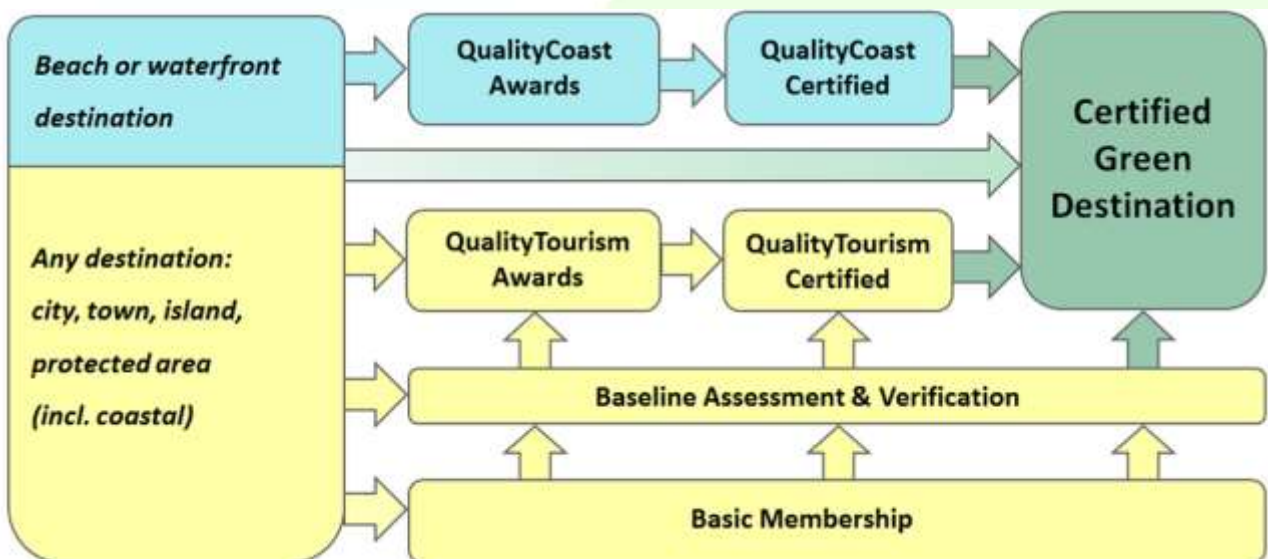 Beach or waterfront
destination
QualityCoast
Awards
QualityCoast
Certified
Certified
Green
Destination
Any destination:
city, town, island,
protected area
(incl. coastal)
QualityTourism
Awards
QualityTourism
Certified
Baseline Assessment & Verification
Basic Membership